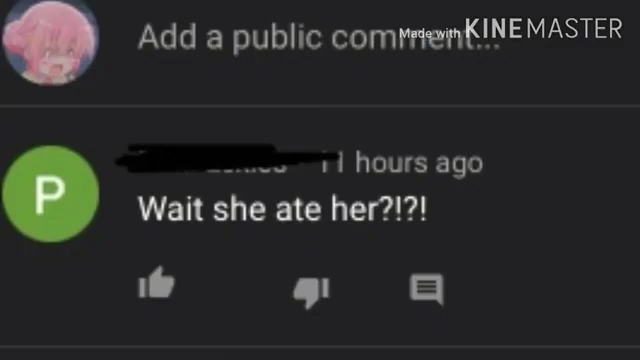 Add a public comment...
Made with KINEMASTER
P
11 hours ago
Wait she ate her?!?!